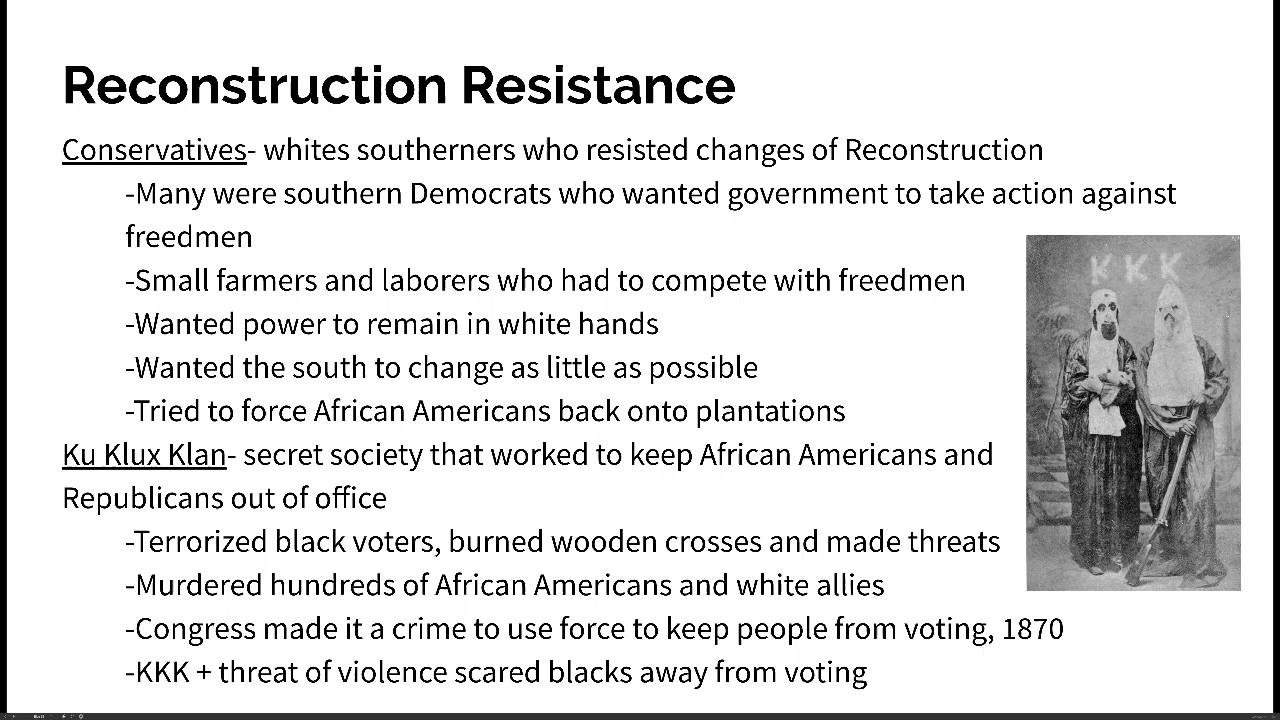 Reconstruction Resistance
Conservatives- whites southerners who resisted changes of Reconstruction
-Many were southern Democrats who wanted government to take action against
freedmen
-Small farmers and laborers who had to compete with freedmen
-Wanted power to remain in white hands
-Wanted the south to change as little as possible
-Tried to force African Americans back onto plantations
KKK
Ku Klux Klan- secret society that worked to keep African Americans and
Republicans out of office
-Terrorized black voters, burned wooden crosses and made threats
-Murdered hundreds of African Americans and white allies
-Congress made it a crime to use force to keep people from voting, 1870
-KKK + threat of violence scared blacks away from voting